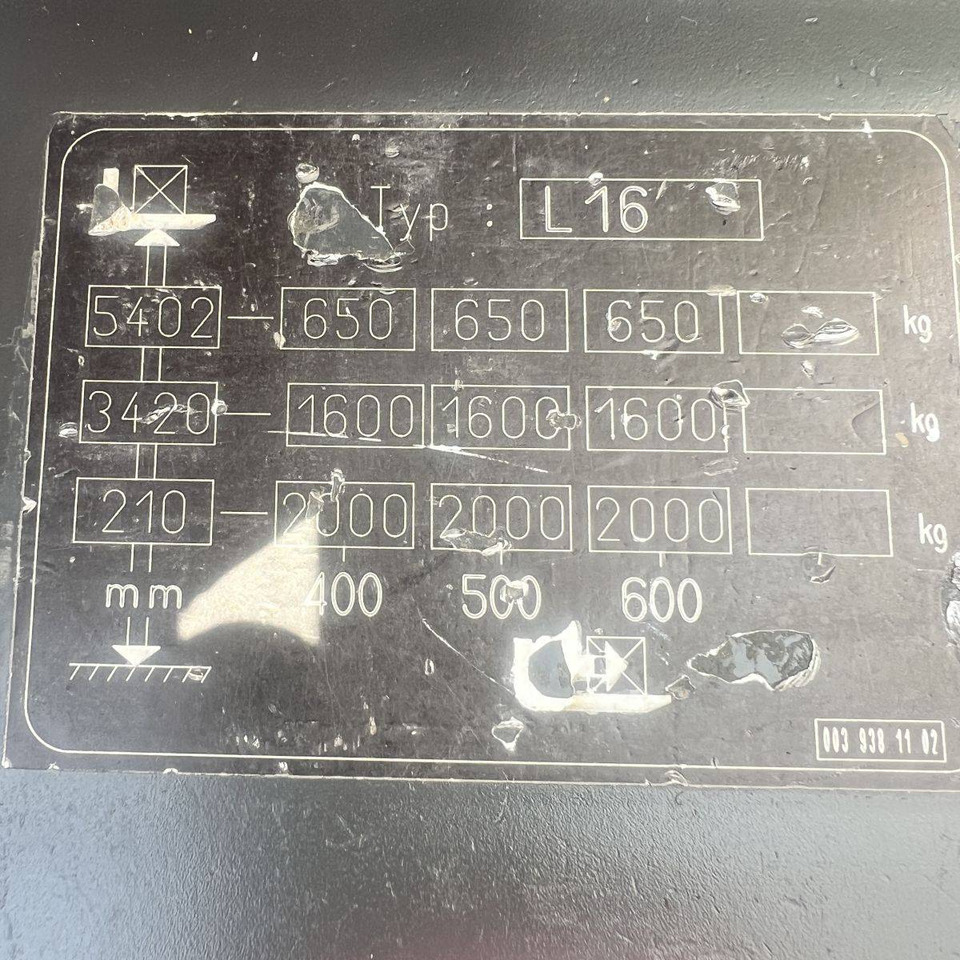 Typ : L 16
5402 650 650 650 kg
3420 1600 1600 1600 kg
210 2000 2000 2000 kg
mm 400 500 600
003 938 11 02